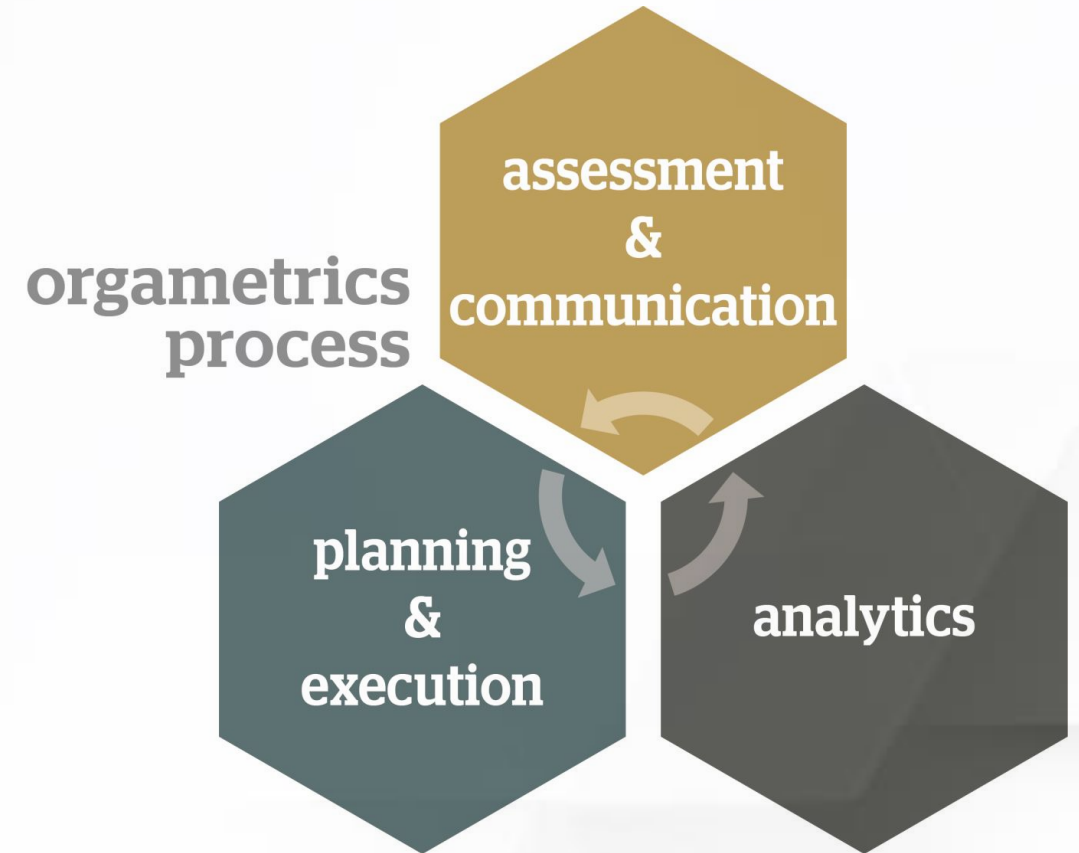 orgametrics
process
assessment
&
communication
planning
&
execution
analytics